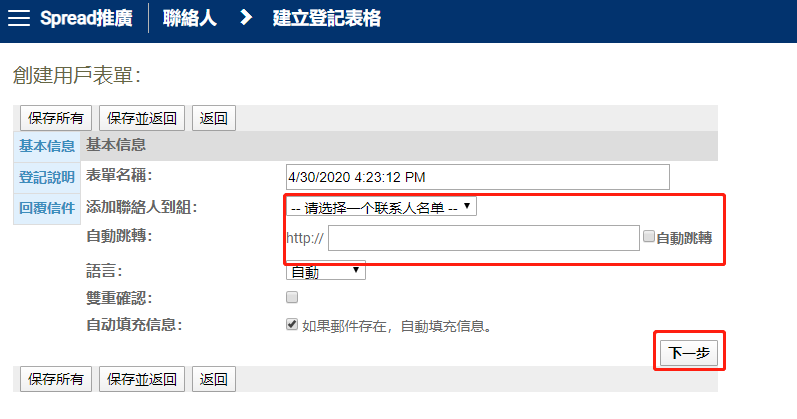 Spread推廣 聯絡人 建立登記表格
創建用戶表單:
保存所有 保存並返回 返回
基本信息 基本信息
登記說明 表單名稱: 4/30/2020 4:23:12 PM
回覆信件 添加聯絡人到組: -- 请选择一个联系人名单 --
自動跳轉: http:// 自動跳轉
語言: 自動
雙重確認:
自动填充信息: 如果郵件存在，自動填充信息。
下一步
保存所有 保存並返回 返回